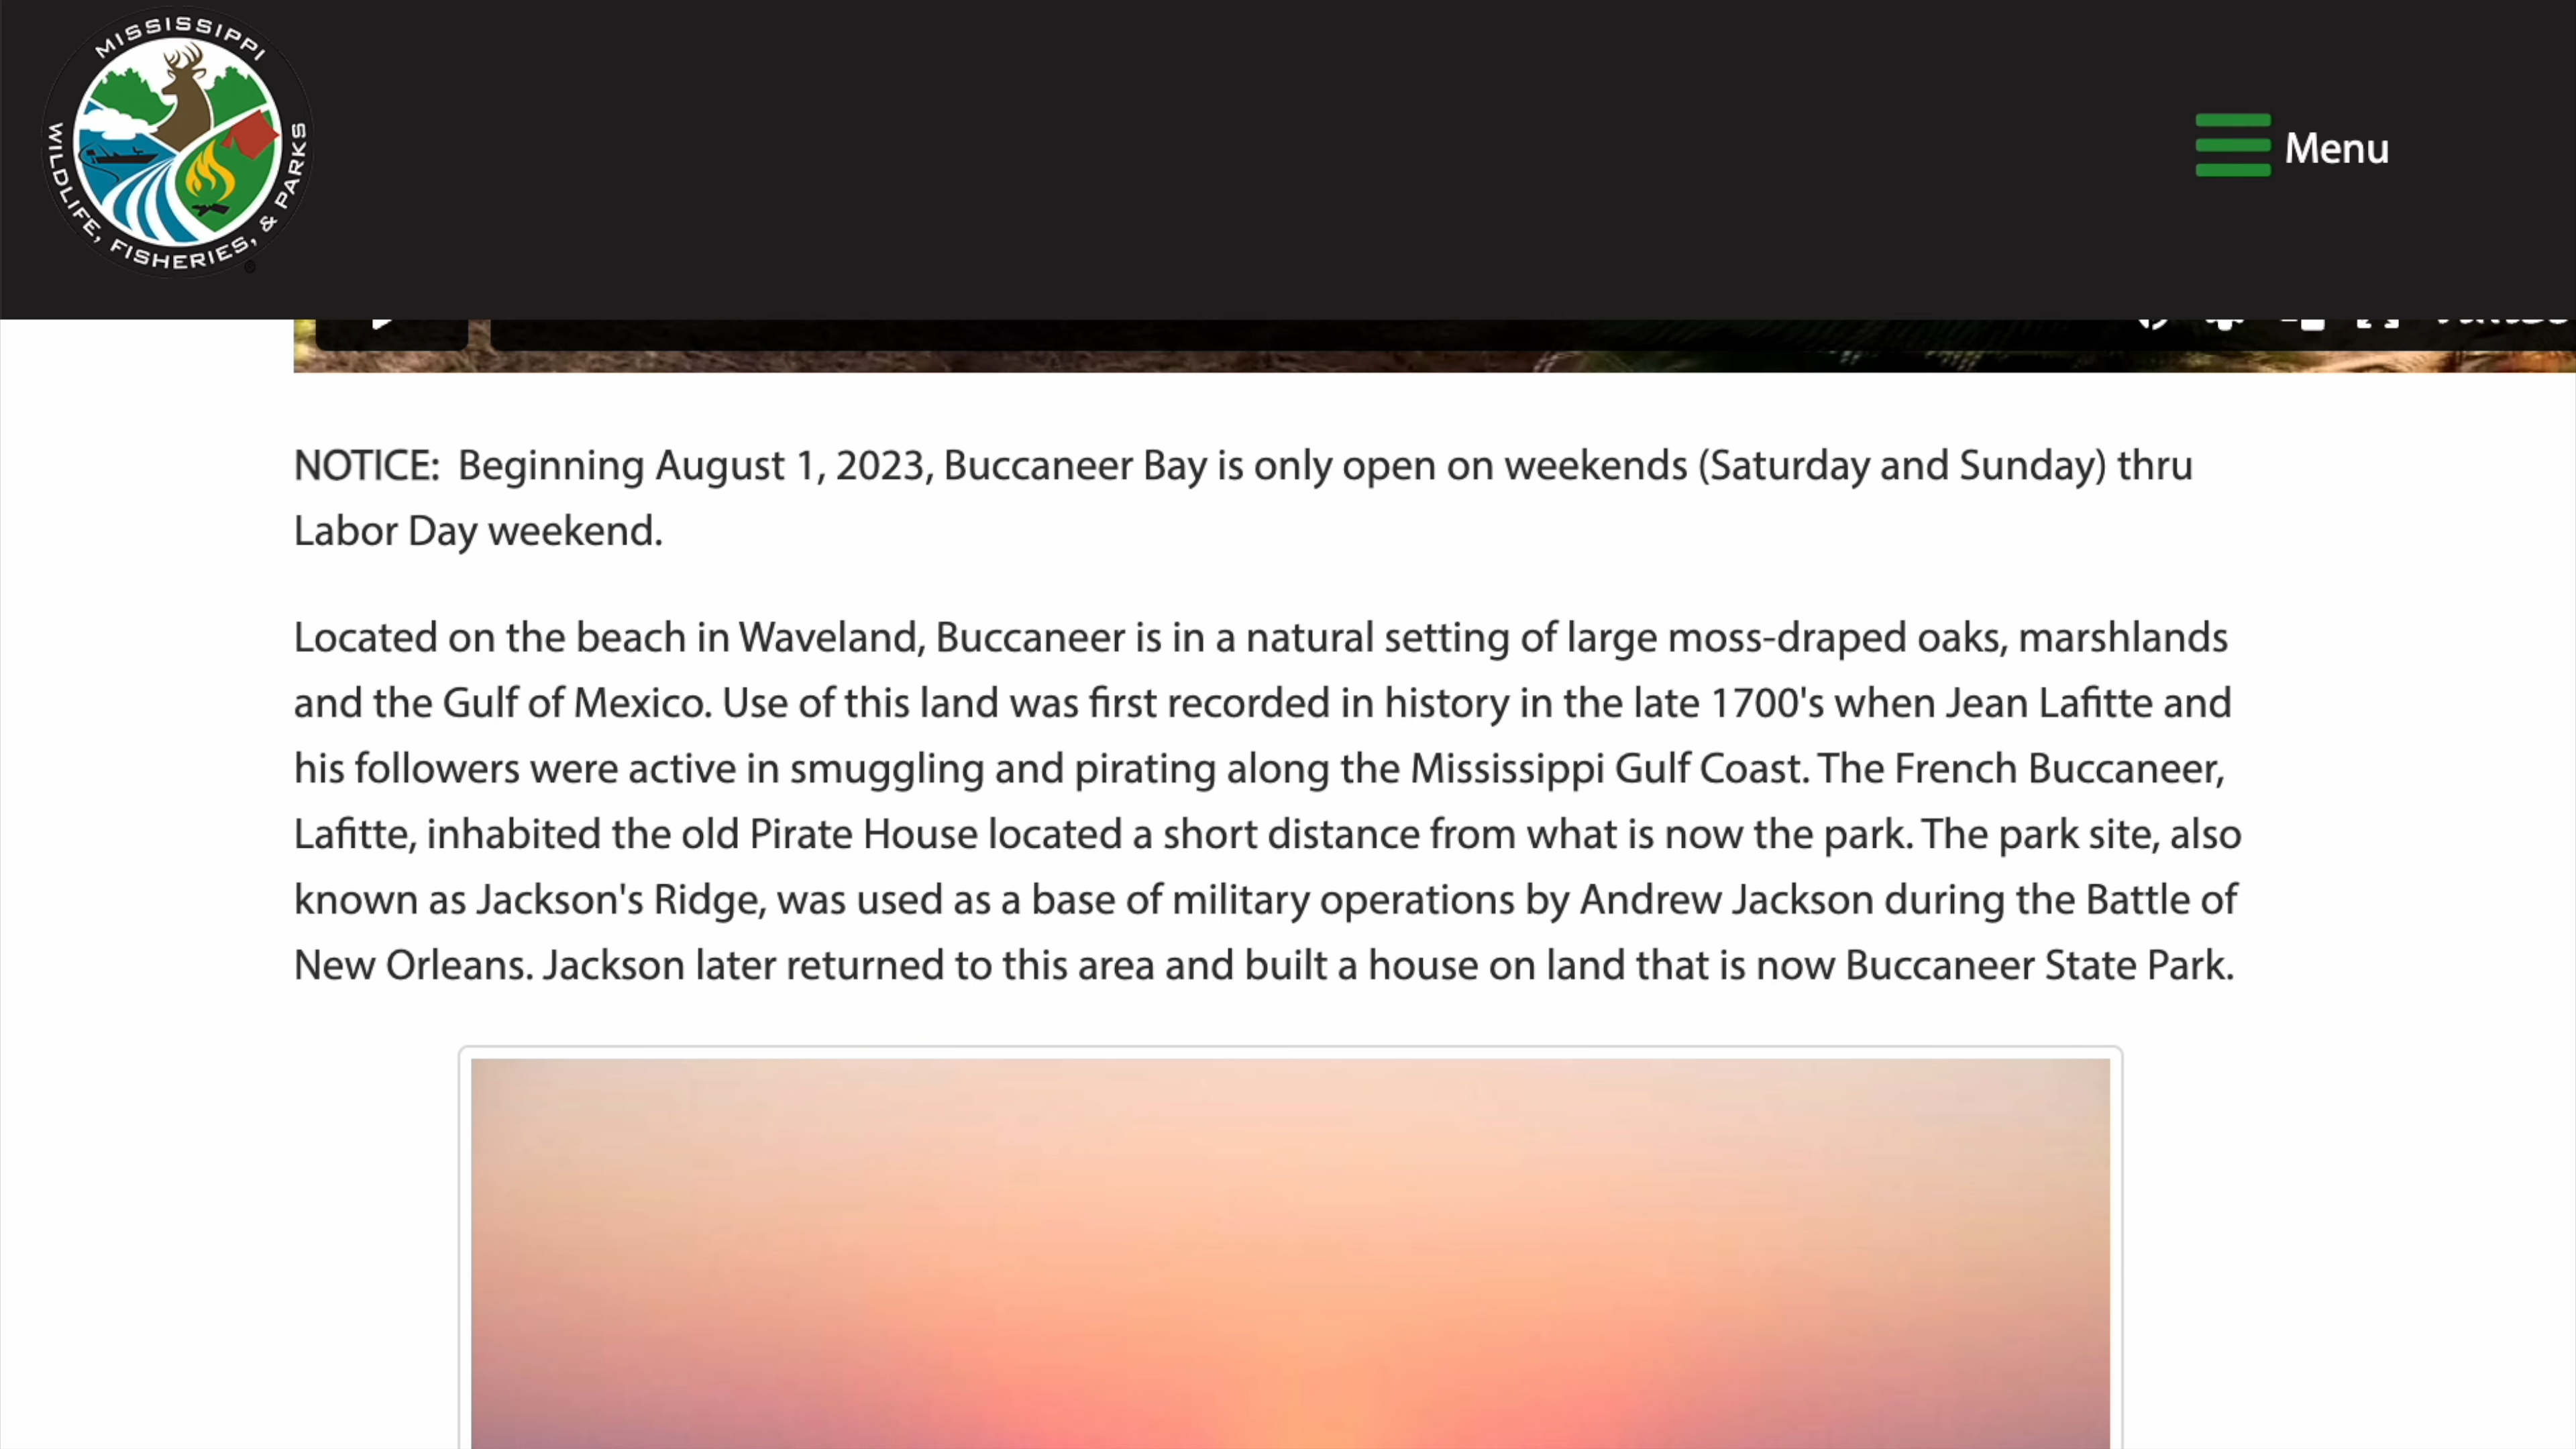 MISSISSIPPI
WILDLIFE, FISHERIES, & PARKS
Menu
NOTICE:  Beginning August 1, 2023, Buccaneer Bay is only open on weekends (Saturday and Sunday) thru
Labor Day weekend.
Located on the beach in Waveland, Buccaneer is in a natural setting of large moss-draped oaks, marshlands
and the Gulf of Mexico. Use of this land was first recorded in history in the late 1700's when Jean Lafitte and
his followers were active in smuggling and pirating along the Mississippi Gulf Coast. The French Buccaneer,
Lafitte, inhabited the old Pirate House located a short distance from what is now the park. The park site, also
known as Jackson's Ridge, was used as a base of military operations by Andrew Jackson during the Battle of
New Orleans. Jackson later returned to this area and built a house on land that is now Buccaneer State Park.